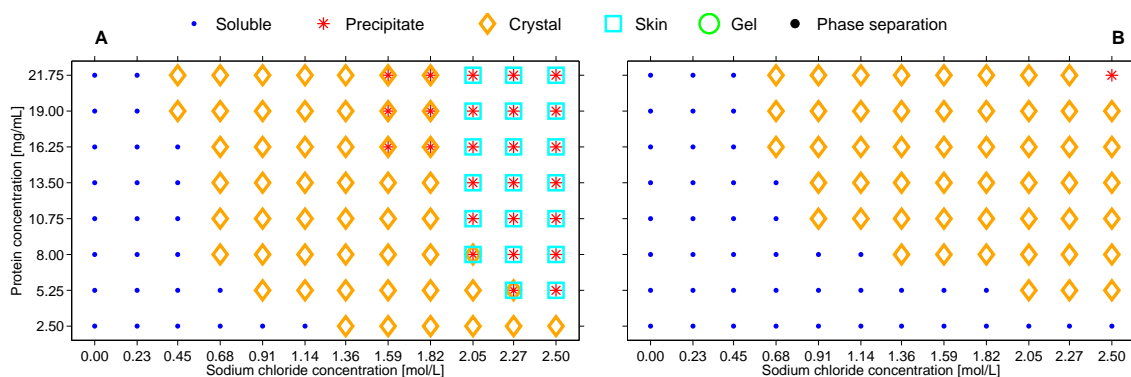 Soluble Precipitate Crystal Skin Gel Phase separation
A B
Protein concentration [mg/mL]
21.75
19.00
16.25
13.50
10.75
8.00
5.25
2.50
0.00 0.23 0.45 0.68 0.91 1.14 1.36 1.59 1.82 2.05 2.27 2.50
Sodium chloride concentration [mol/L]
0.00 0.23 0.45 0.68 0.91 1.14 1.36 1.59 1.82 2.05 2.27 2.50
Sodium chloride concentration [mol/L]